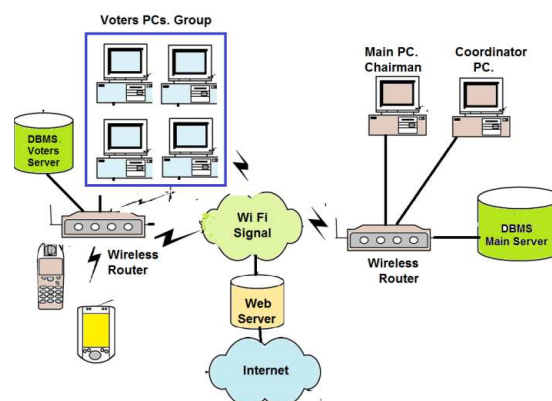 Voters PCs. Group
Main PC.
Chairman
Coordinator
PC.
DBMS.
Voters
Server
Wi Fi
Signal
Wireless
Router
DBMS
Main Server
Wireless
Router
Web
Server
Internet